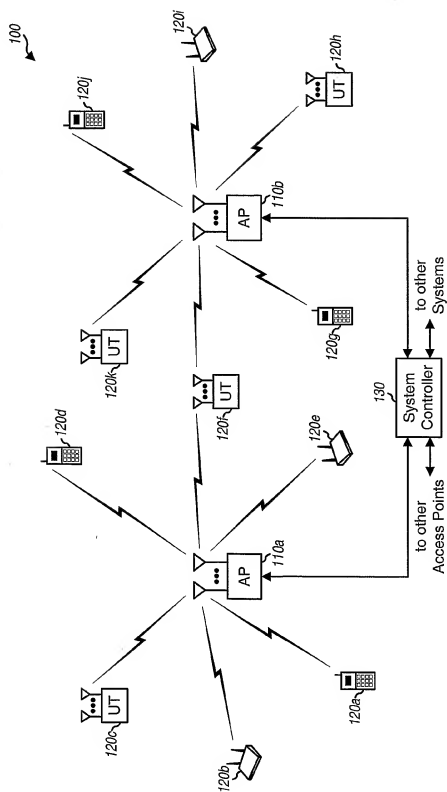 100
120i
120j
120h
UT
110b
AP
120k
UT
120g
120f
UT
120d
120e
110a
AP
120c
UT
120b
120a
130
System
Controller
to other
Systems
to other
Access Points